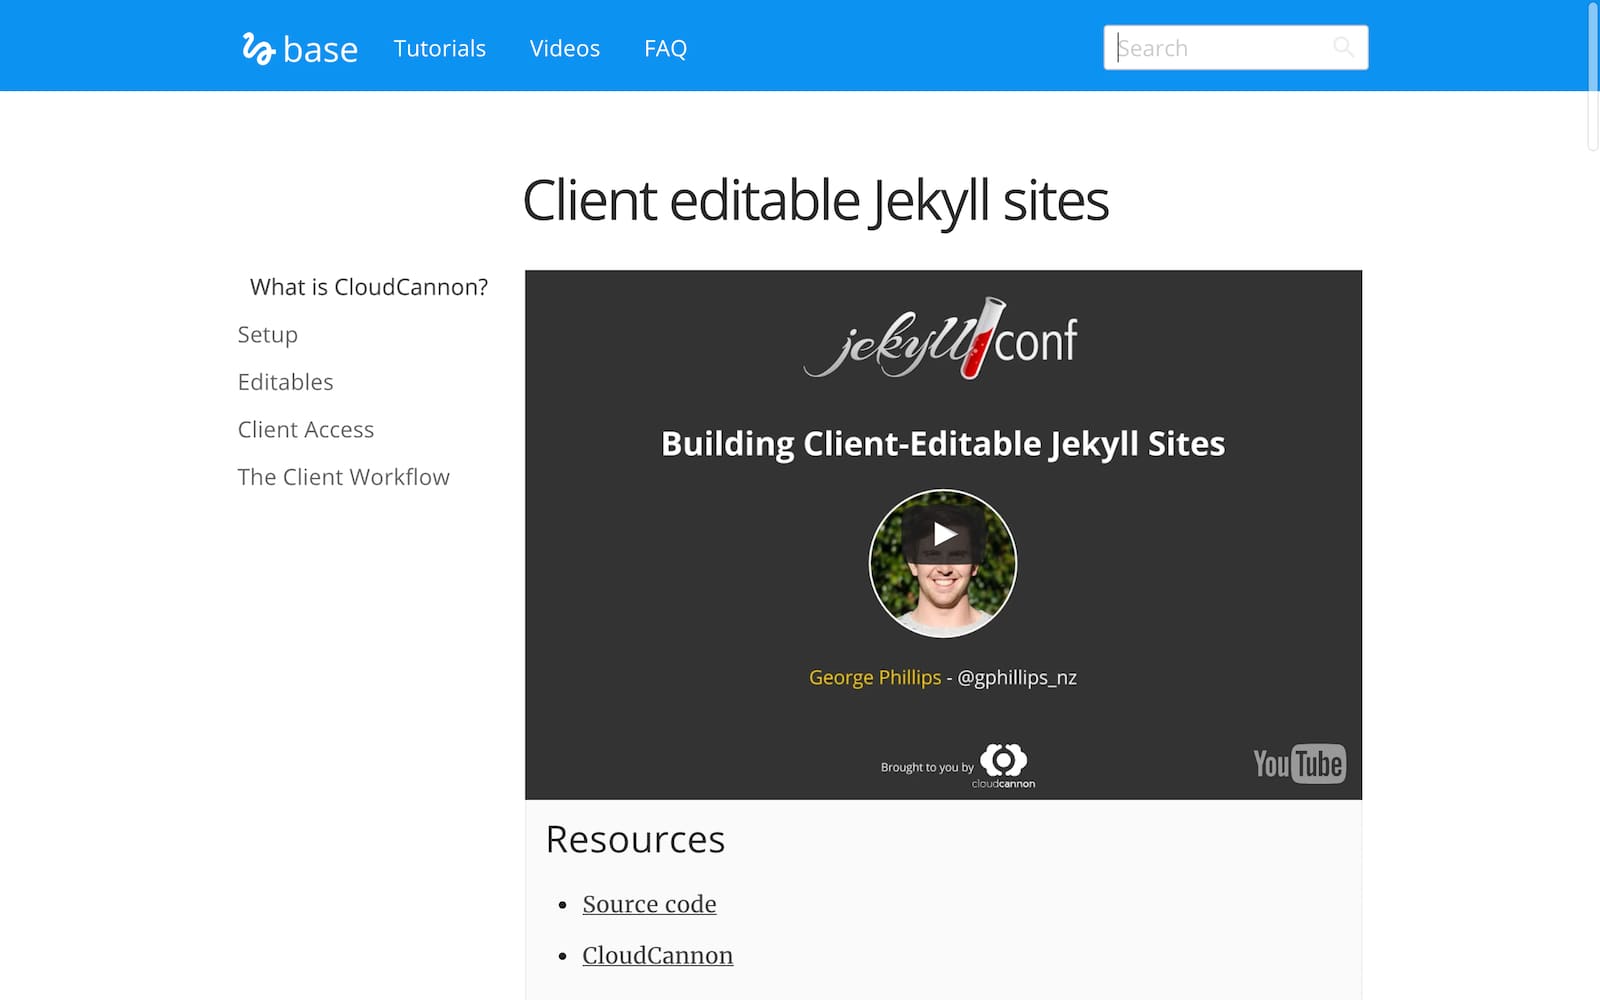 base Tutorials Videos FAQ Search
Client editable Jekyll sites
What is CloudCannon?
Setup
Editables
Client Access
The Client Workflow
jekyll conf
Building Client-Editable Jekyll Sites
George Phillips - @gphillips_nz
Brought to you by
cloudcannon
YouTube
Resources
Source code
CloudCannon